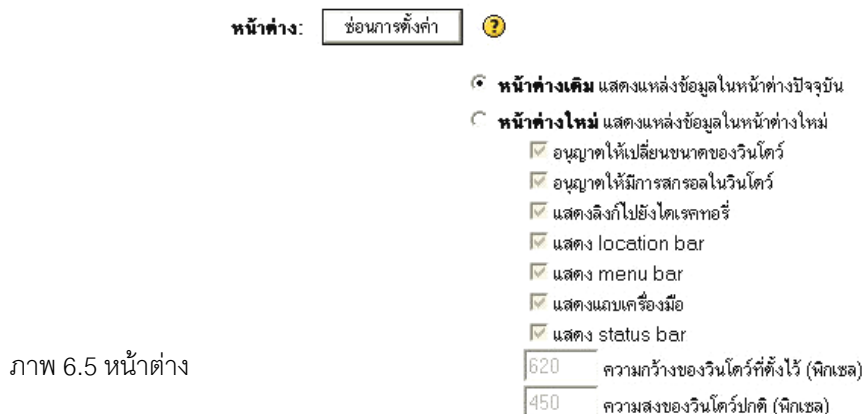 หน้าต่าง: ซ่อนการตั้งค่า ?
หน้าต่างเดิม แสดงแหล่งข้อมูลในหน้าต่างปัจจุบัน
หน้าต่างใหม่ แสดงแหล่งข้อมูลในหน้าต่างใหม่
อนุญาตให้เปลี่ยนขนาดของวินโดว์
อนุญาตให้มีการสกรอลในวินโดว์
แสดงลิงก์ไปยังไดเรคทอรี่
แสดง location bar
แสดง menu bar
แสดงแถบเครื่องมือ
แสดง status bar
620 ความกว้างของวินโดว์ที่ตั้งไว้ (พิกเซล)
450 ความสูงของวินโดว์ปกติ (พิกเซล)
ภาพ 6.5 หน้าต่าง